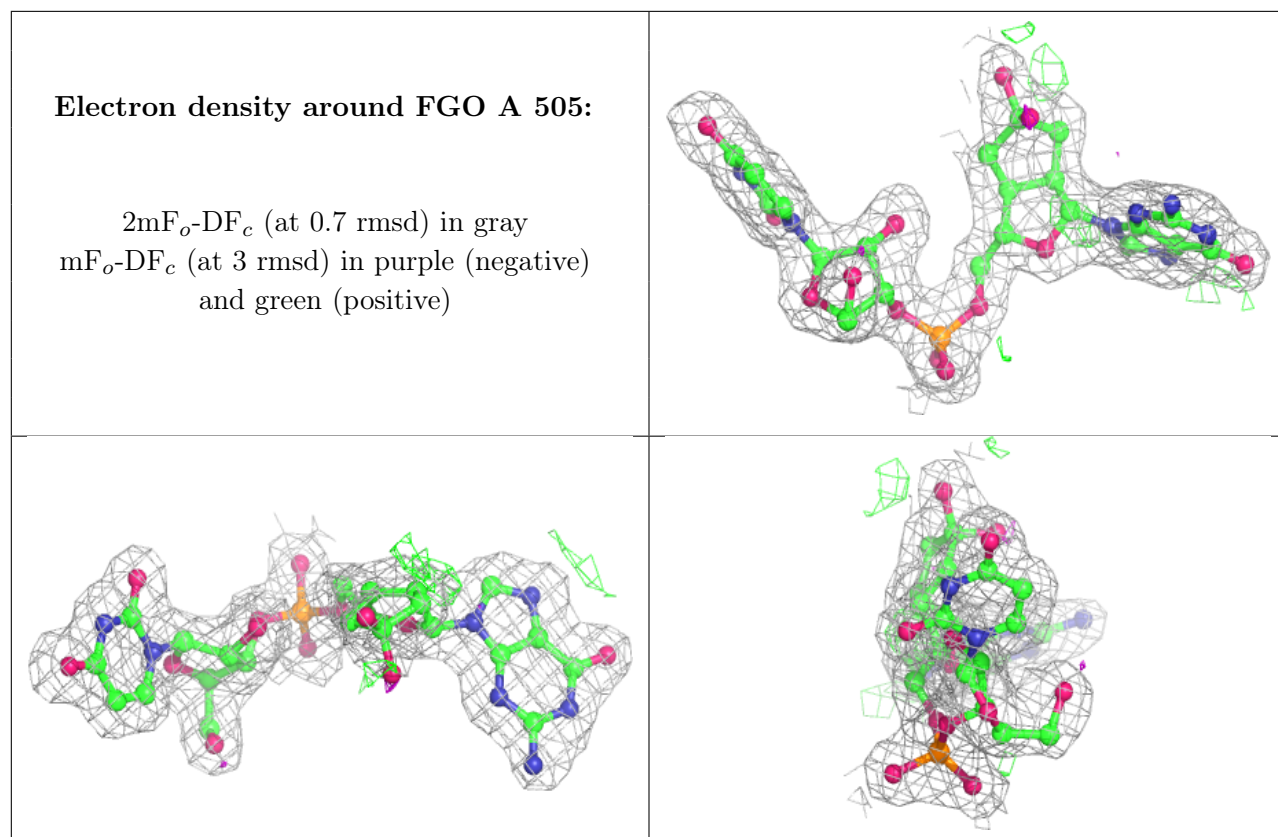 Electron density around FGO A 505:
2mFo-DFc (at 0.7 rmsd) in gray
mFo-DFc (at 3 rmsd) in purple (negative)
and green (positive)